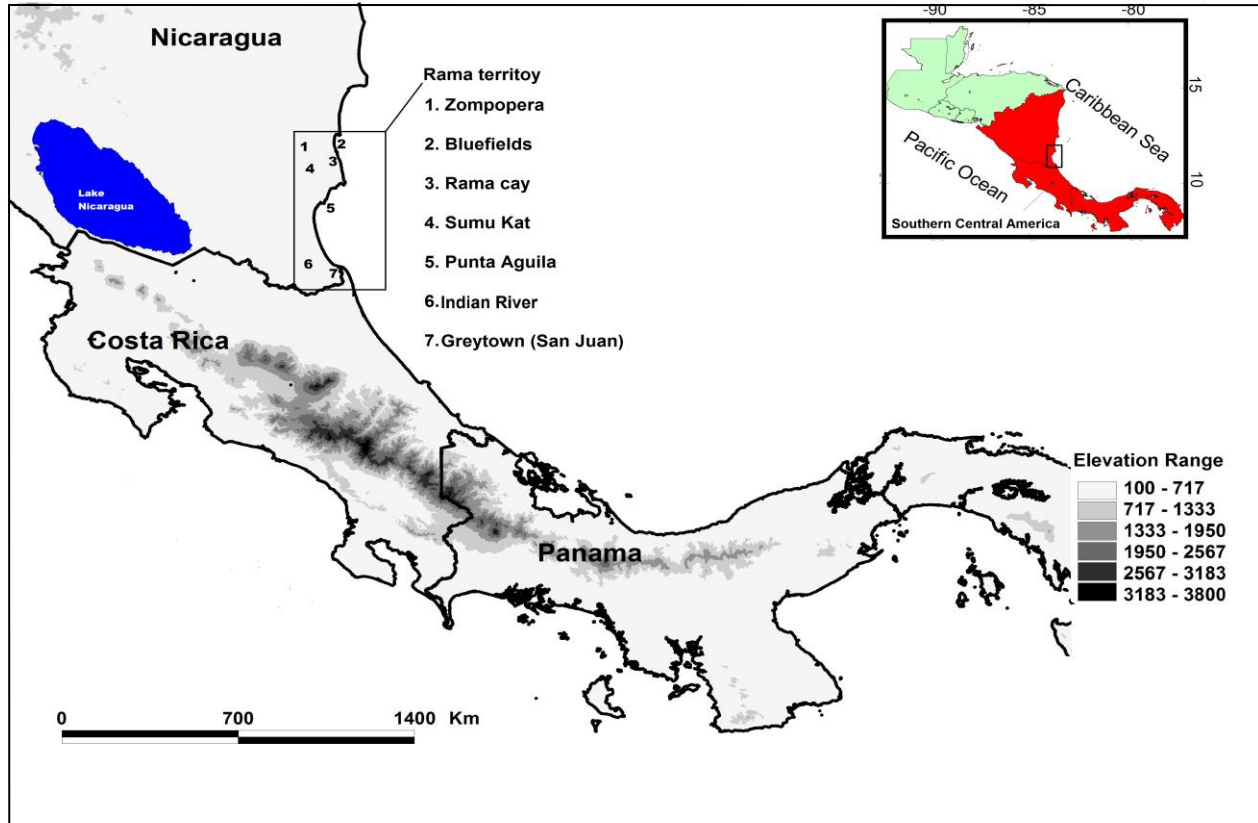 -90
-85
-80
Nicaragua
Rama territoy
1. Zompopera
2. Bluefields
3. Rama cay
4. Sumu Kat
5. Punta Aguila
6. Indian River
7. Greytown (San Juan)
1
2
3
4
5
6
7
Lake
Nicaragua
Caribbean Sea
Pacific Ocean
15
10
Southern Central America
Costa Rica
Panama
Elevation Range
100 - 717
717 - 1333
1333 - 1950
1950 - 2567
2567 - 3183
3183 - 3800
0 700 1400 Km